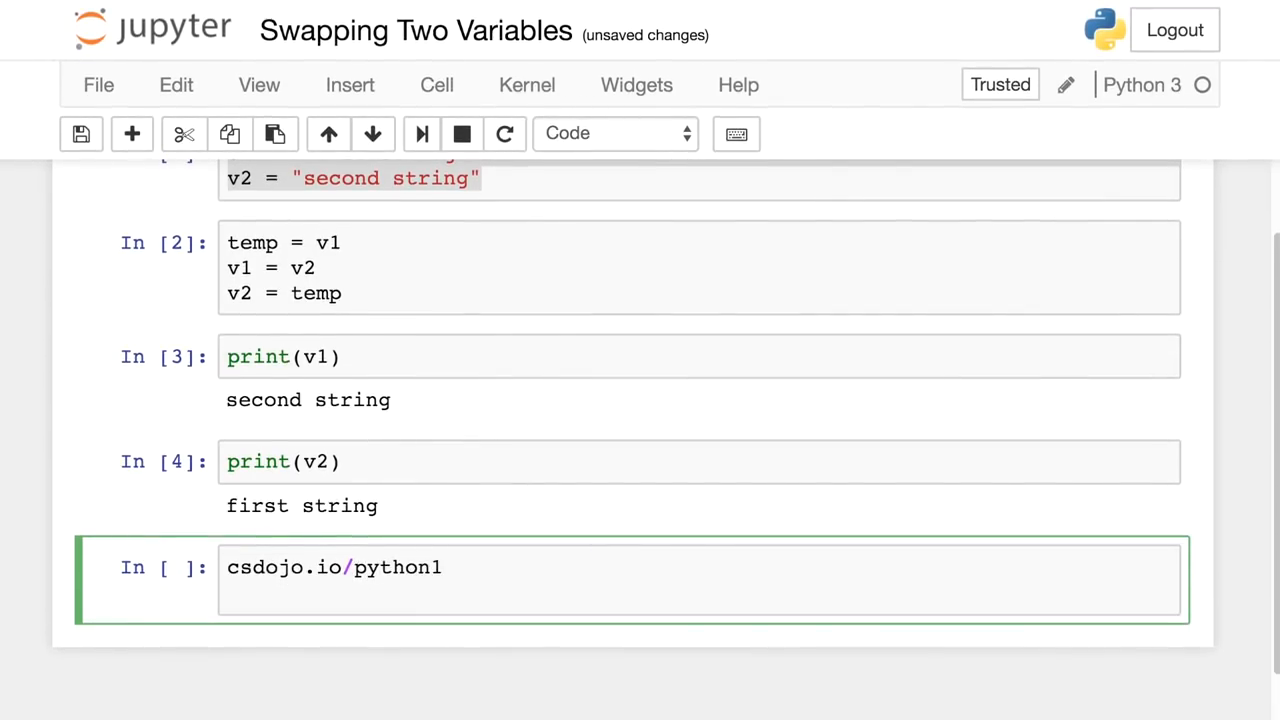 jupyter Swapping Two Variables (unsaved changes) Logout
File Edit View Insert Cell Kernel Widgets Help Trusted Python 3
Code
v2 = "second string"
In [2]: temp = v1
v1 = v2
v2 = temp
In [3]: print(v1)
second string
In [4]: print(v2)
first string
In [ ]: csdojo.io/python1